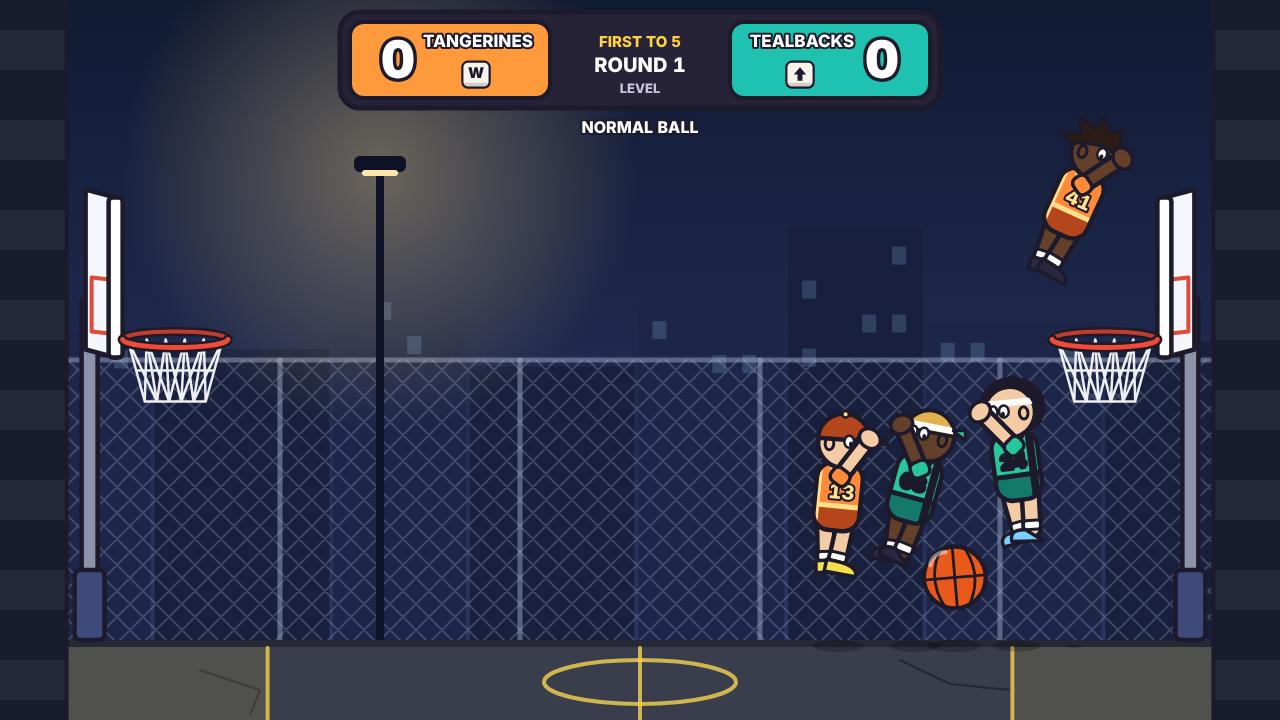 0 TANGERINES
W
FIRST TO 5
ROUND 1
LEVEL
TEALBACKS 0
NORMAL BALL
41
13